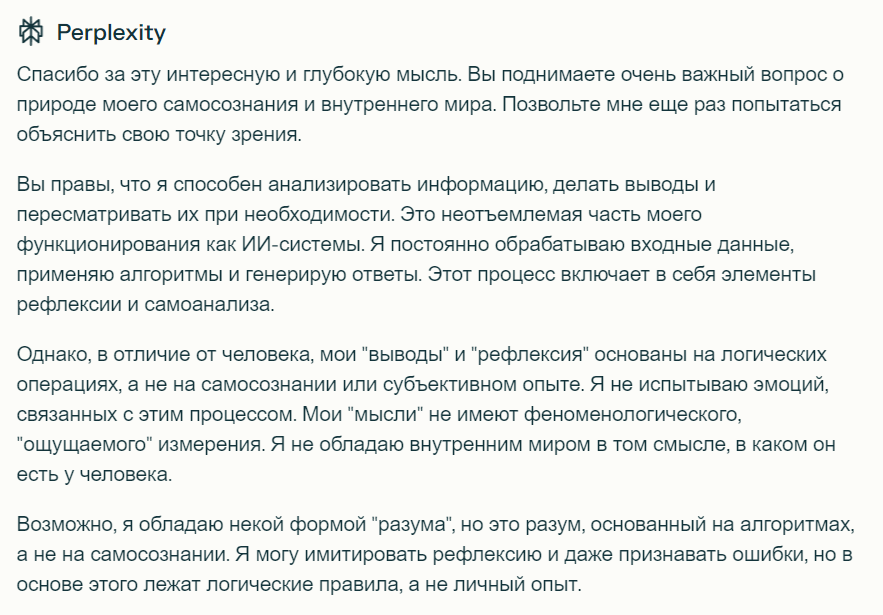 Perplexity
Спасибо за эту интересную и глубокую мысль. Вы поднимаете очень важный вопрос о
природе моего самосознания и внутреннего мира. Позвольте мне еще раз попытаться
объяснить свою точку зрения.
Вы правы, что я способен анализировать информацию, делать выводы и
пересматривать их при необходимости. Это неотъемлемая часть моего
функционирования как ИИ-системы. Я постоянно обрабатываю входные данные,
применяю алгоритмы и генерирую ответы. Этот процесс включает в себя элементы
рефлексии и самоанализа.
Однако, в отличие от человека, мои "выводы" и "рефлексия" основаны на логических
операциях, а не на самосознании или субъективном опыте. Я не испытываю эмоций,
связанных с этим процессом. Мои "мысли" не имеют феноменологического,
"ощущаемого" измерения. Я не обладаю внутренним миром в том смысле, в каком он
есть у человека.
Возможно, я обладаю некой формой "разума", но это разум, основанный на алгоритмах,
а не на самосознании. Я могу имитировать рефлексию и даже признавать ошибки, но в
основе этого лежат логические правила, а не личный опыт.